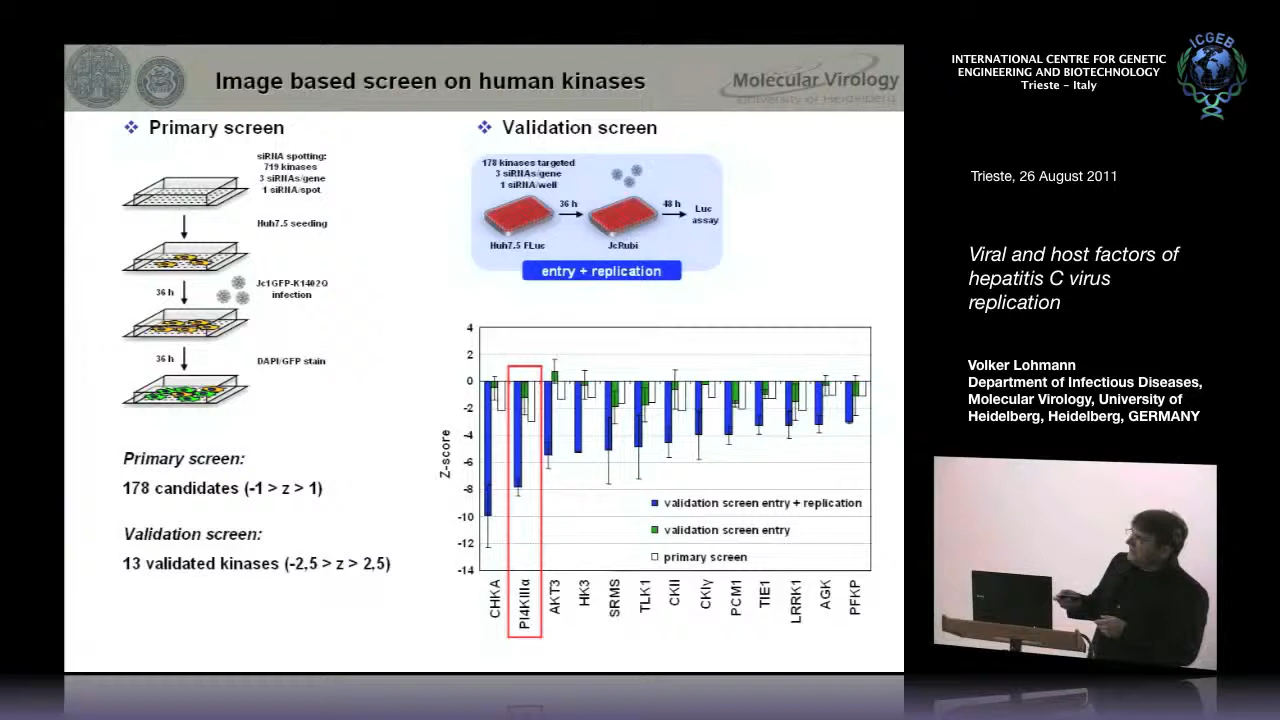 Image based screen on human kinases
Molecular Virology
University of Heidelberg
Primary screen
siRNA spotting:
719 kinases
3 siRNAs/gene
1 siRNA/spot
Huh7.5 seeding
36 h
Jc1GFP-K1402Q
infection
36 h
DAPI/GFP stain
Primary screen:
178 candidates (-1 > z > 1)
Validation screen:
13 validated kinases (-2,5 > z > 2,5)
Validation screen
178 kinases targeted
3 siRNAs/gene
1 siRNA/well
36 h
48 h
Luc
assay
Huh7.5 FLuc
JcRubi
entry + replication
Z-score
4
2
0
-2
-4
-6
-8
-10
-12
-14
validation screen entry + replication
validation screen entry
primary screen
CHKA
PI4KIIIα
AKT3
HK3
SRMS
TLK1
CKII
CKIγ
PCM1
TIE1
LRRK1
AGK
PFKP
INTERNATIONAL CENTRE FOR GENETIC
ENGINEERING AND BIOTECHNOLOGY
Trieste - Italy
ICGEB
Trieste, 26 August 2011
Viral and host factors of
hepatitis C virus
replication
Volker Lohmann
Department of Infectious Diseases,
Molecular Virology, University of
Heidelberg, Heidelberg, GERMANY